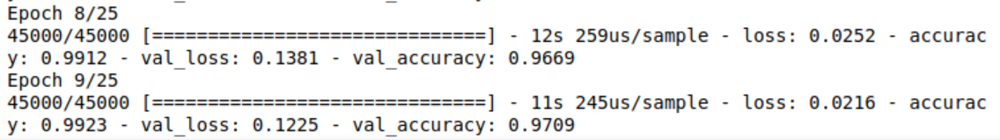 Epoch 8/25
45000/45000 [==============================] - 12s 259us/sample - loss: 0.0252 - accurac
y: 0.9912 - val_loss: 0.1381 - val_accuracy: 0.9669
Epoch 9/25
45000/45000 [==============================] - 11s 245us/sample - loss: 0.0216 - accurac
y: 0.9923 - val_loss: 0.1225 - val_accuracy: 0.9709